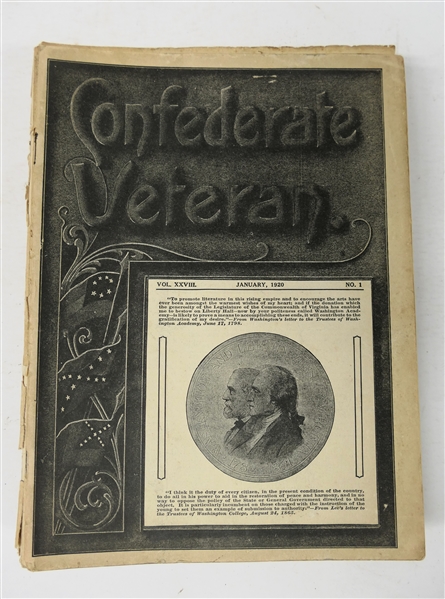 Confederate
Veteran.
VOL. XXVIII. JANUARY, 1920 NO. 1
"To promote literature in this rising empire and to encourage the arts have
ever been amongst the warmest wishes of my heart; and if the donation which
the generosity of the Legislature of the Commonwealth of Virginia has enabled
me to bestow on Liberty Hall—now by your politeness called Washington Acad-
emy—is likely to prove a means to accomplishing these ends, it will contribute to the
gratification of my desire."—From Washington's letter to the Trustees of Wash-
ington Academy, June 17, 1798.
"I think it the duty of every citizen, in the present condition of the country,
to do all in his power to aid in the restoration of peace and harmony, and in no
way to oppose the policy of the State or General Government directed to that
object. It is particularly incumbent on those charged with the instruction of the
young to set them an example of submission to authority."—From Lee's letter to
the Trustees of Washington College, August 24, 1865.